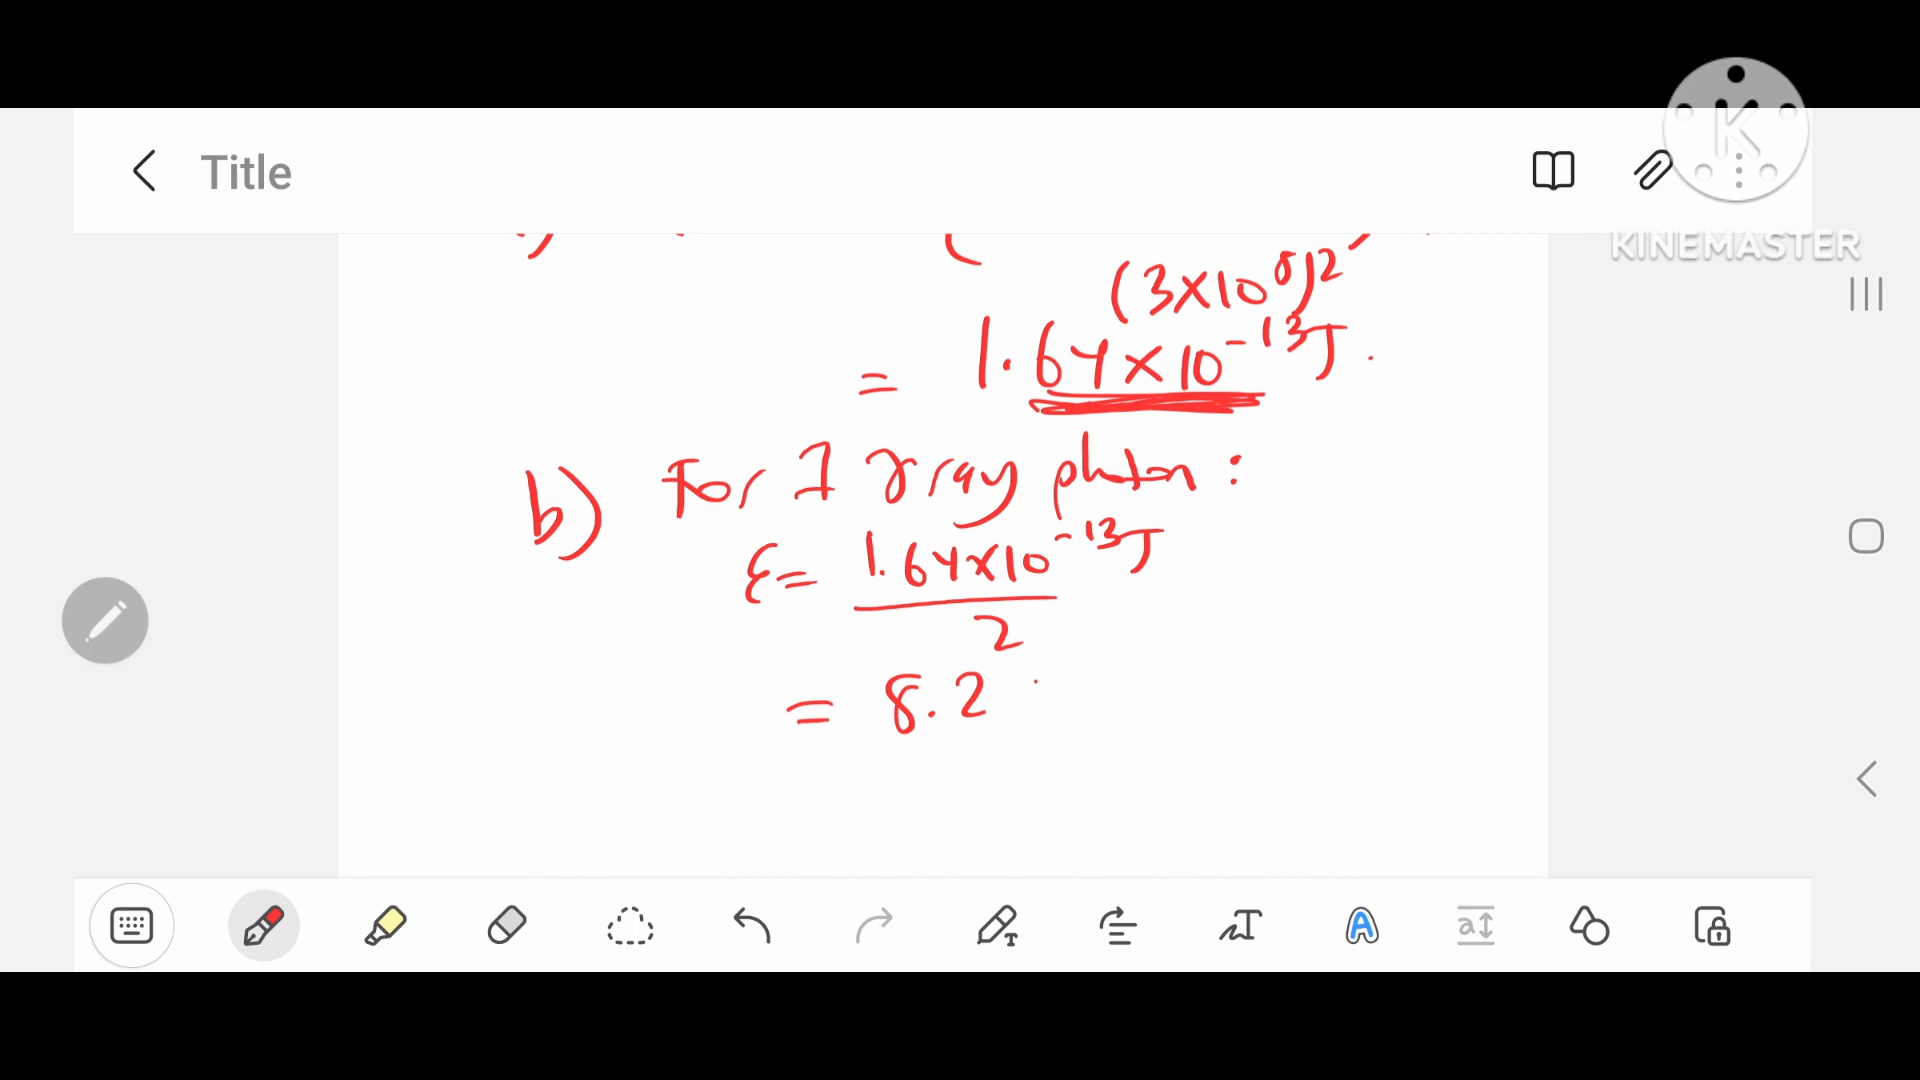 Title
KINEMASTER
(3×10⁸)²
= 1.64×10⁻¹³J.
b) For 1 γ ray photon:
E = 1.64×10⁻¹³J
2
= 8.2